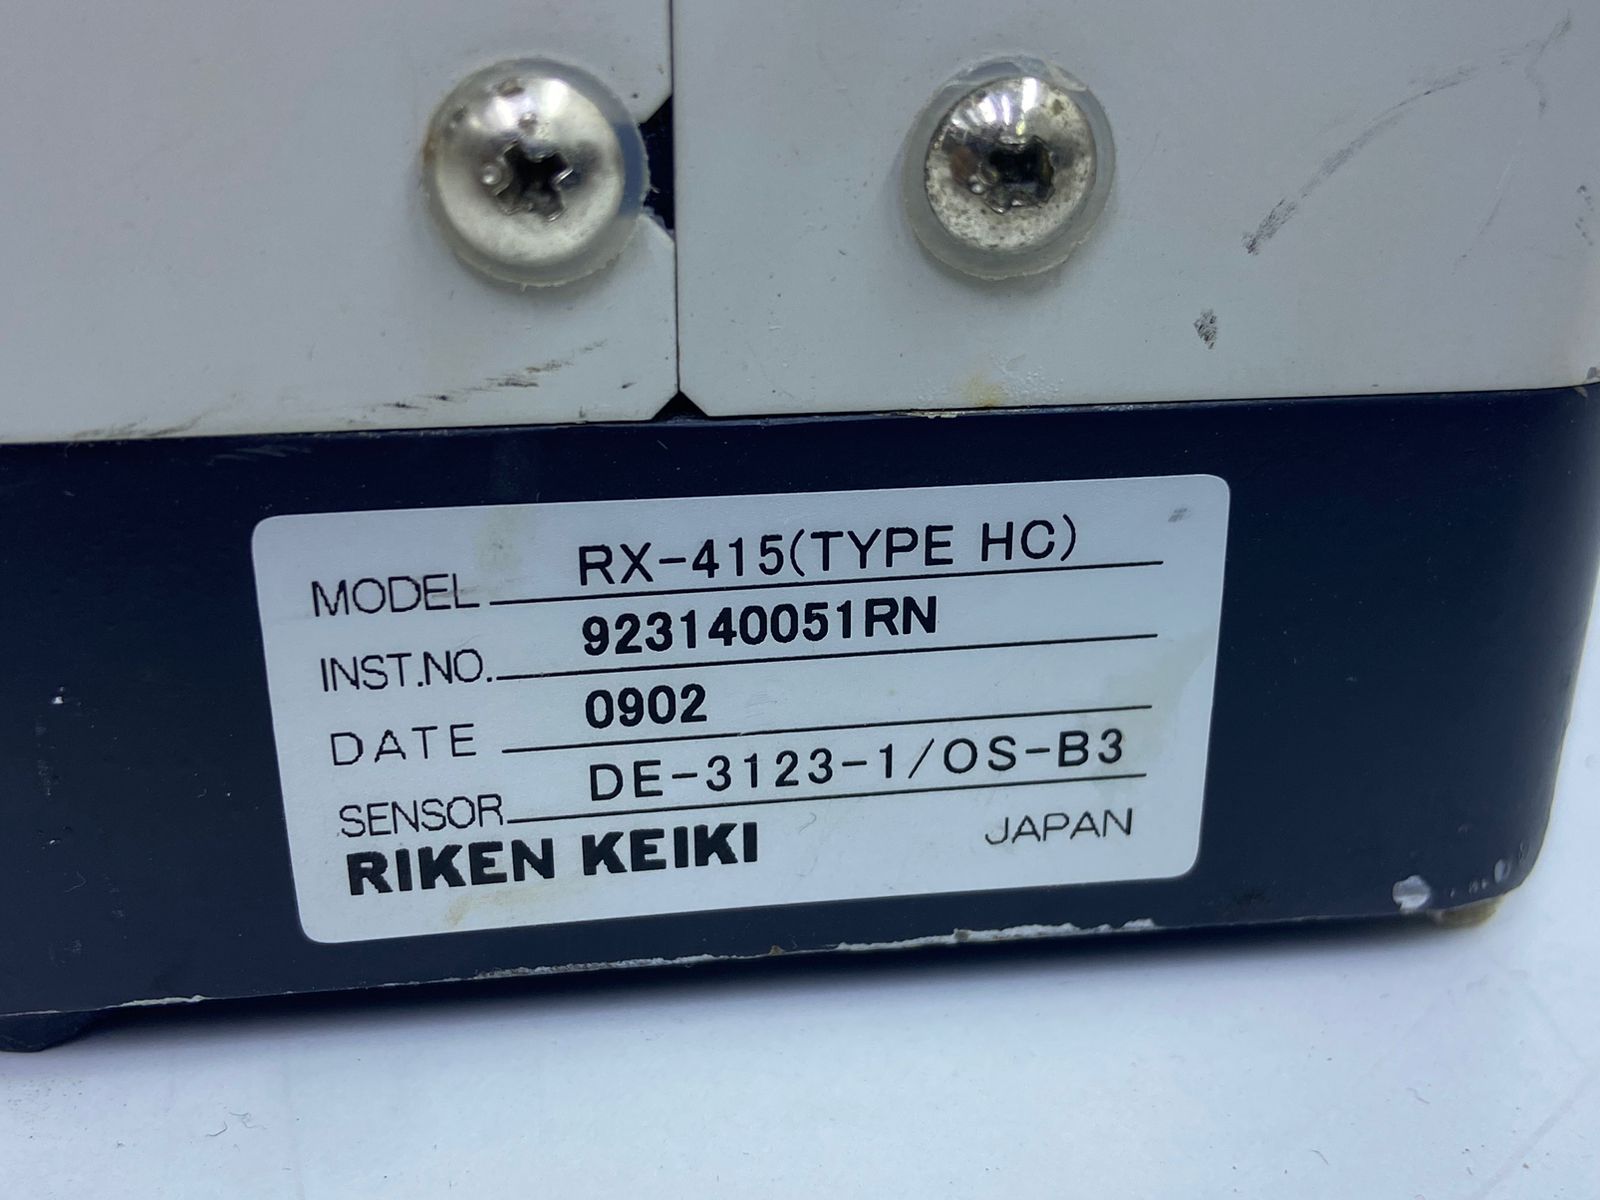 MODEL RX-415(TYPE HC)
INST.NO. 923140051RN
DATE 0902
SENSOR DE-3123-1/OS-B3
RIKEN KEIKI JAPAN